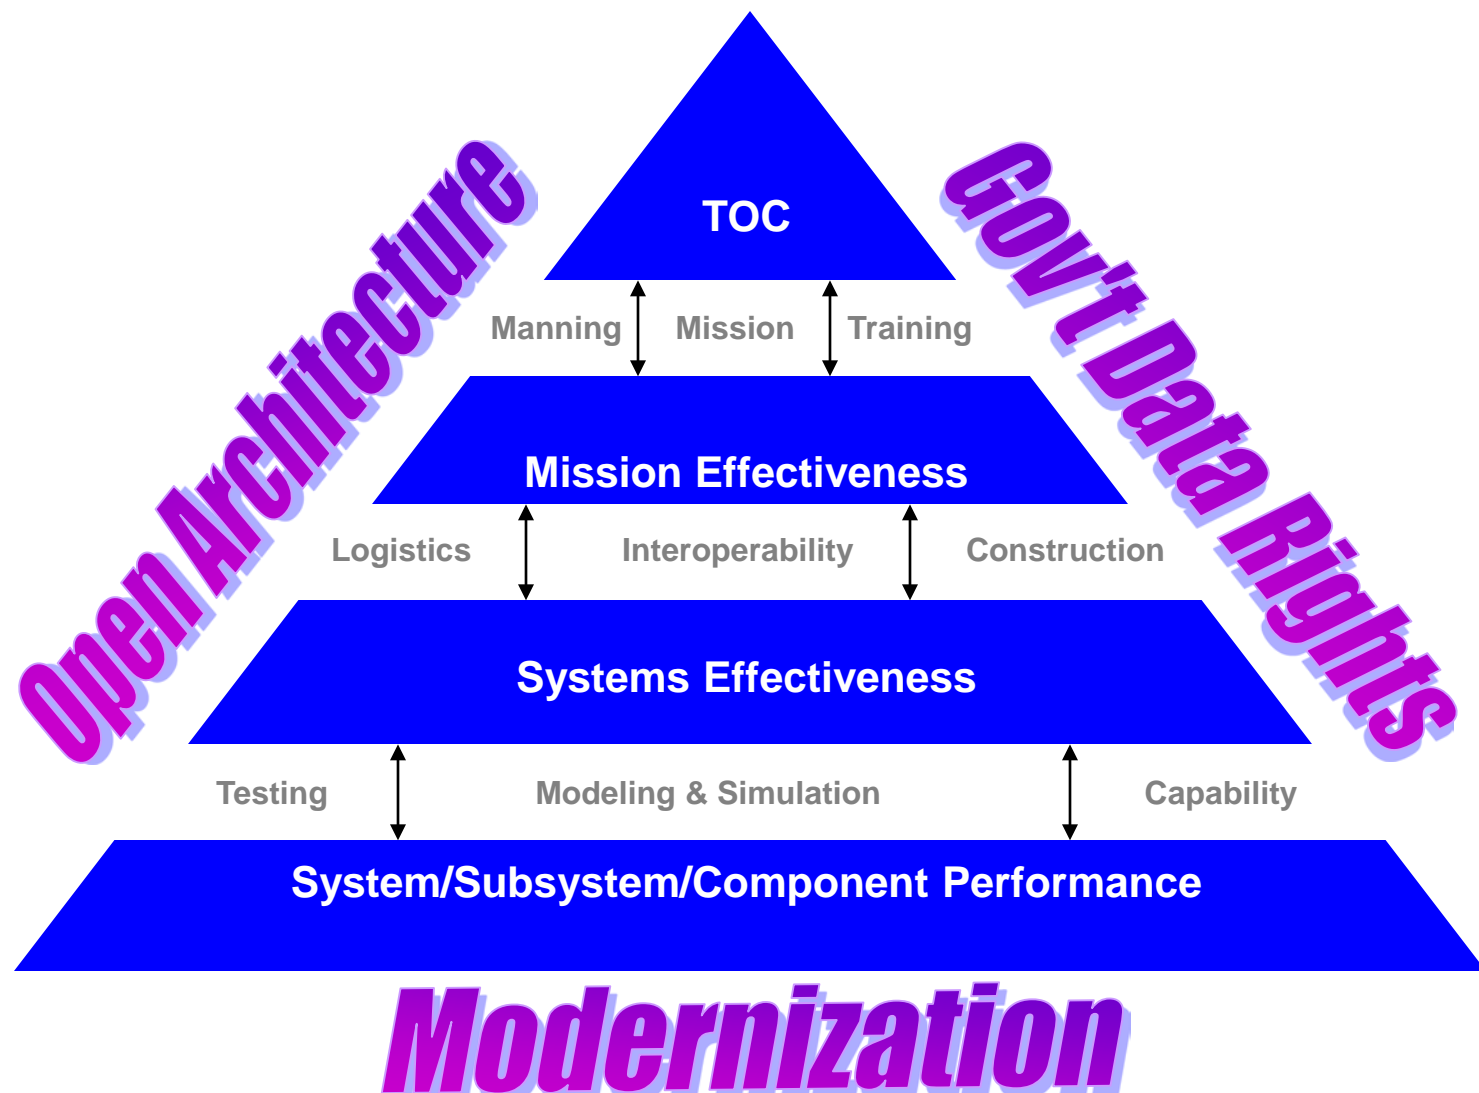 TOC
Open Architecture
Gov't Data Rights
Manning Mission Training
Mission Effectiveness
Logistics Interoperability Construction
Systems Effectiveness
Testing Modeling & Simulation Capability
System/Subsystem/Component Performance
Modernization